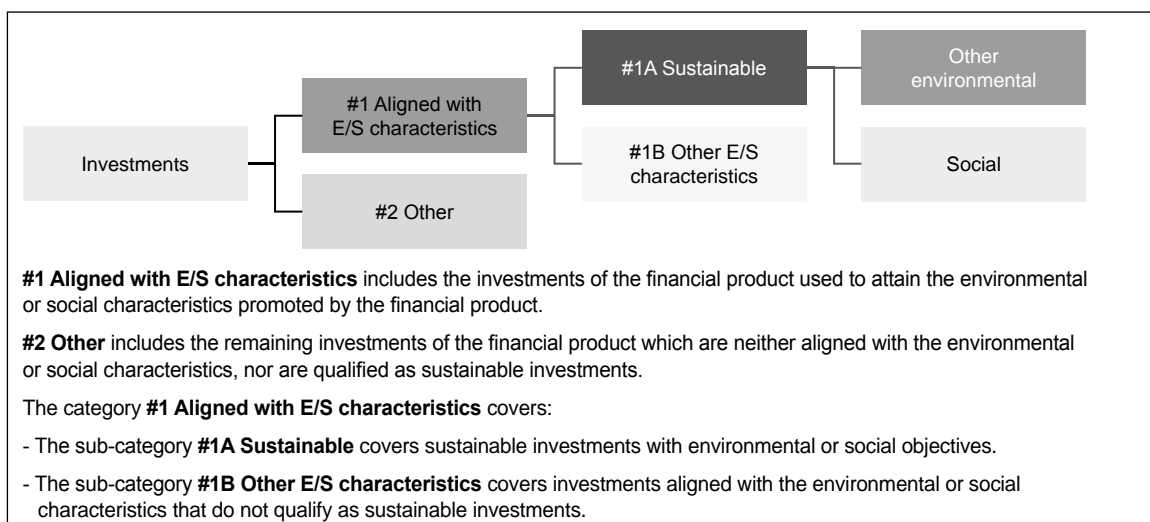 #1A Sustainable
Other
environmental
#1 Aligned with
E/S characteristics
Investments
#1B Other E/S
characteristics
Social
#2 Other
#1 Aligned with E/S characteristics includes the investments of the financial product used to attain the environmental
or social characteristics promoted by the financial product.
#2 Other includes the remaining investments of the financial product which are neither aligned with the environmental
or social characteristics, nor are qualified as sustainable investments.
The category #1 Aligned with E/S characteristics covers:
- The sub-category #1A Sustainable covers sustainable investments with environmental or social objectives.
- The sub-category #1B Other E/S characteristics covers investments aligned with the environmental or social
characteristics that do not qualify as sustainable investments.